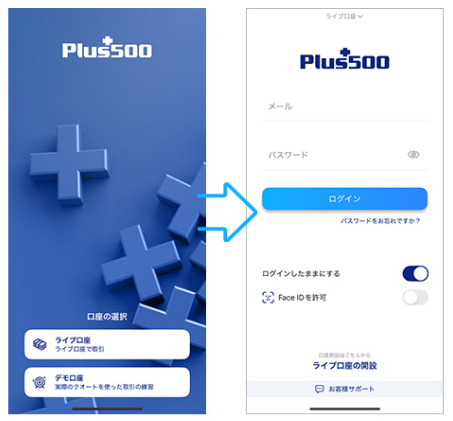 Plus500
口座の選択
ライブ口座
ライブ口座で取引
デモ口座
実際のクオートを使った取引の練習
ライブ口座
Plus500
メール
パスワード
ログイン
パスワードをお忘れですか？
ログインしたままにする
Face IDを許可
口座開設はこちらから
ライブ口座の開設
お客様サポート